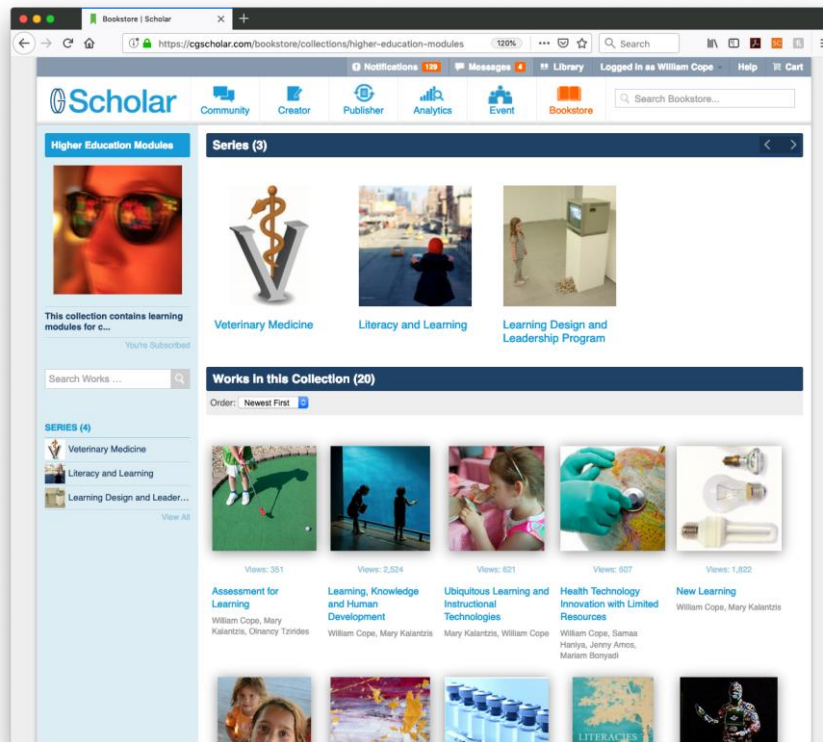 Bookstore | Scholar
https://cgscholar.com/bookstore/collections/higher-education-modules
120%
Search
Notifications 139
Messages 4
Library
Logged in as William Cope
Help
Cart
Scholar
Community
Creator
Publisher
Analytics
Event
Bookstore
Search Bookstore...
Higher Education Modules
This collection contains learning
modules for c...
You're Subscribed
Search Works ...
SERIES (4)
Veterinary Medicine
Literacy and Learning
Learning Design and Leader...
View All
Series (3)
Veterinary Medicine
Literacy and Learning
Learning Design and
Leadership Program
Works in this Collection (20)
Order: Newest First
Views: 351
Assessment for
Learning
William Cope, Mary
Kalantzis, Olnancy Tzirides
Views: 2,524
Learning, Knowledge
and Human
Development
William Cope, Mary Kalantzis
Views: 621
Ubiquitous Learning and
Instructional
Technologies
Mary Kalantzis, William Cope
Views: 607
Health Technology
Innovation with Limited
Resources
William Cope, Samaa
Haniya, Jenny Amos,
Mariam Bonyadi
Views: 1,822
New Learning
William Cope, Mary Kalantzis
LITERACIES